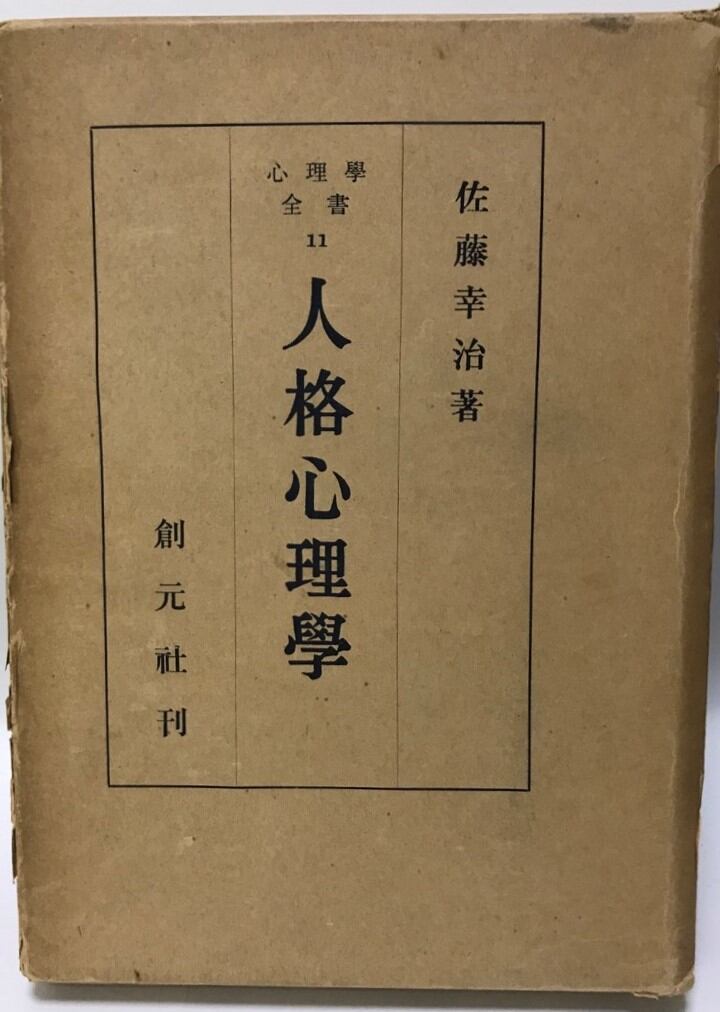 佐藤幸治著
心理學
全書
11
人格心理學
創元社刊